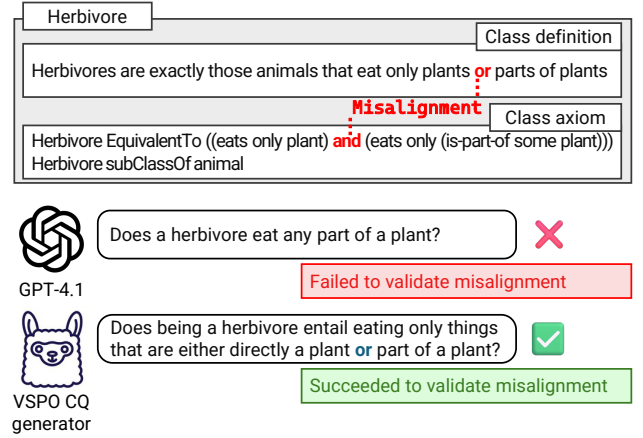 Herbivore
Class definition
Herbivores are exactly those animals that eat only plants or parts of plants
Misalignment
Class axiom
Herbivore EquivalentTo ((eats only plant) and (eats only (is-part-of some plant)))
Herbivore subClassOf animal
Does a herbivore eat any part of a plant?
GPT-4.1
Failed to validate misalignment
Does being a herbivore entail eating only things
that are either directly a plant or part of a plant?
VSPO CQ
generator
Succeeded to validate misalignment